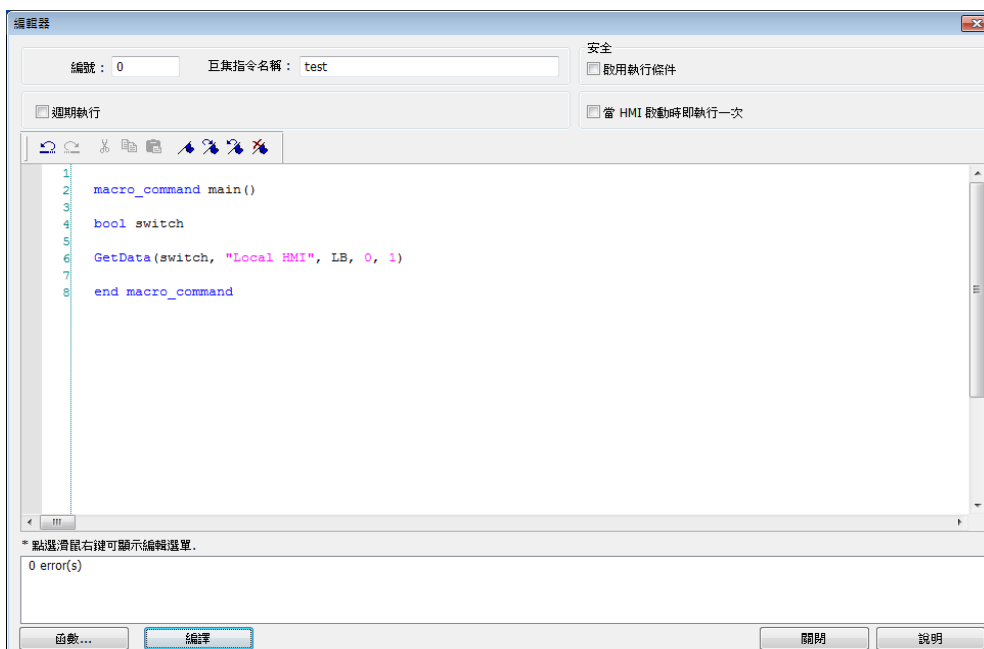 編輯器
編號： 0 巨集指令名稱： test
安全
啟用執行條件
週期執行
當 HMI 啟動時即執行一次
1
2 macro_command main()
3
4 bool switch
5
6 GetData(switch, "Local HMI", LB, 0, 1)
7
8 end macro_command
* 點選滑鼠右鍵可顯示編輯選單.
0 error(s)
函數... 編譯 關閉 說明